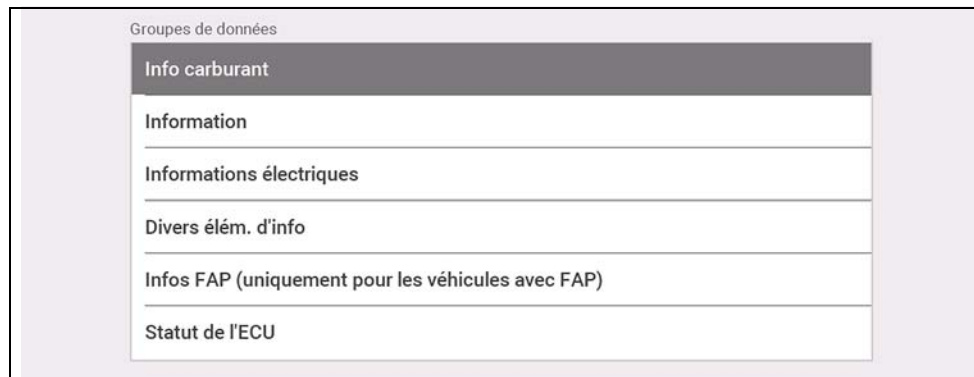 Groupes de données
Info carburant
Information
Informations électriques
Divers élém. d'info
Infos FAP (uniquement pour les véhicules avec FAP)
Statut de l'ECU